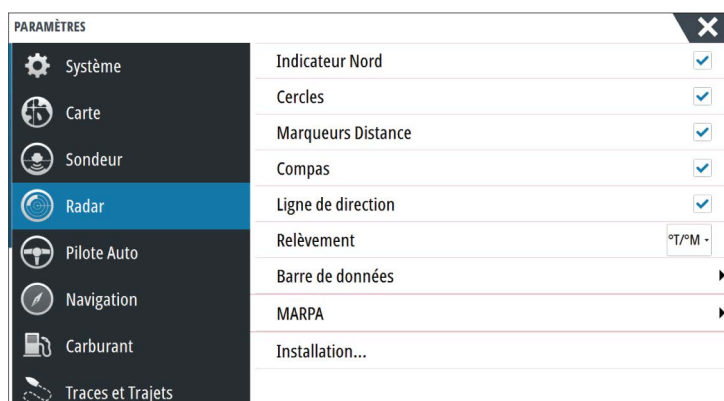 PARAMÈTRES
Système
Carte
Sondeur
Radar
Pilote Auto
Navigation
Carburant
Traces et Trajets
Indicateur Nord
Cercles
Marqueurs Distance
Compas
Ligne de direction
Relèvement °T/°M
Barre de données
MARPA
Installation...